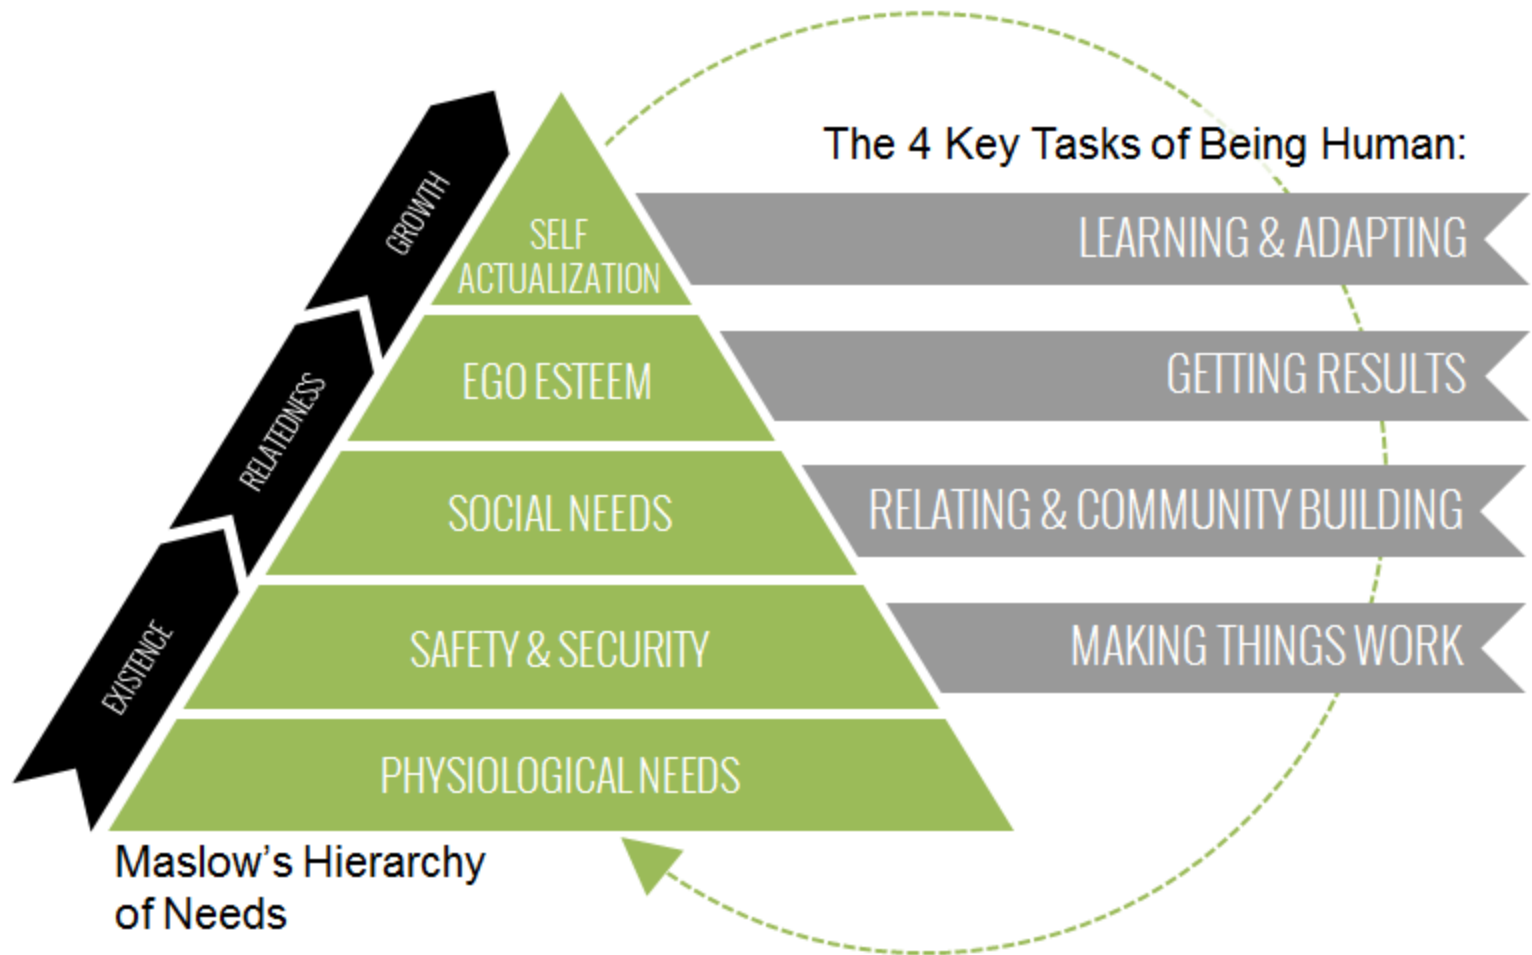 The 4 Key Tasks of Being Human:
GROWTH
SELF
ACTUALIZATION
LEARNING & ADAPTING
RELATEDNESS
EGO ESTEEM
GETTING RESULTS
SOCIAL NEEDS
RELATING & COMMUNITY BUILDING
EXISTENCE
SAFETY & SECURITY
MAKING THINGS WORK
PHYSIOLOGICAL NEEDS
Maslow's Hierarchy
of Needs